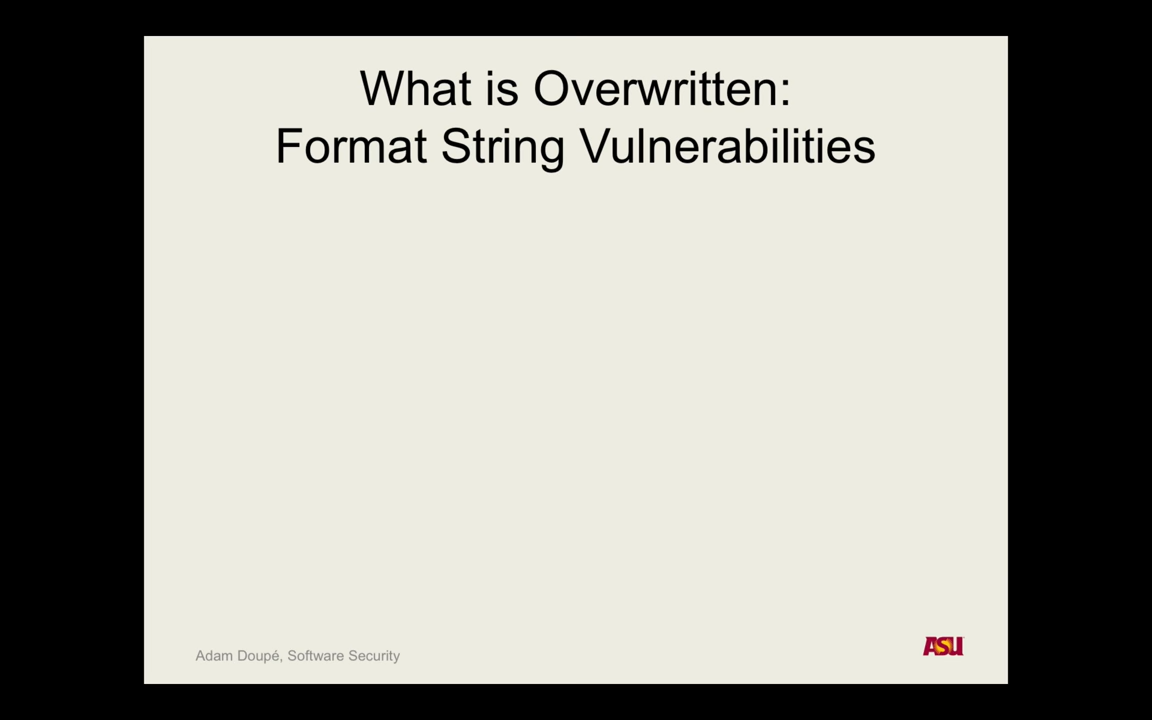 What is Overwritten:
Format String Vulnerabilities
Adam Doupé, Software Security
ASU